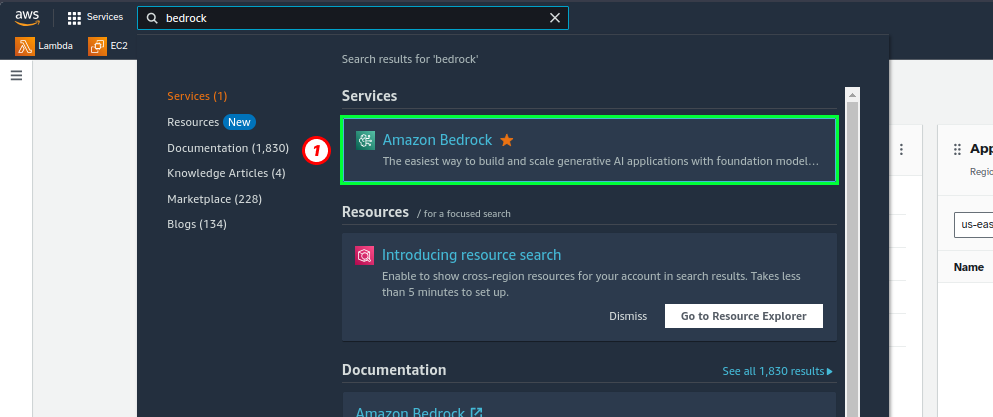 aws
Services
bedrock
Lambda
EC2
Search results for 'bedrock'
Services (1)
Resources New
Documentation (1,830)
Knowledge Articles (4)
Marketplace (228)
Blogs (134)
Services
1
Amazon Bedrock
The easiest way to build and scale generative AI applications with foundation model...
Resources / for a focused search
Introducing resource search
Enable to show cross-region resources for your account in search results. Takes less
than 5 minutes to set up.
Dismiss
Go to Resource Explorer
Documentation
See all 1,830 results
Amazon Bedrock
App
Regio
us-eas
Name